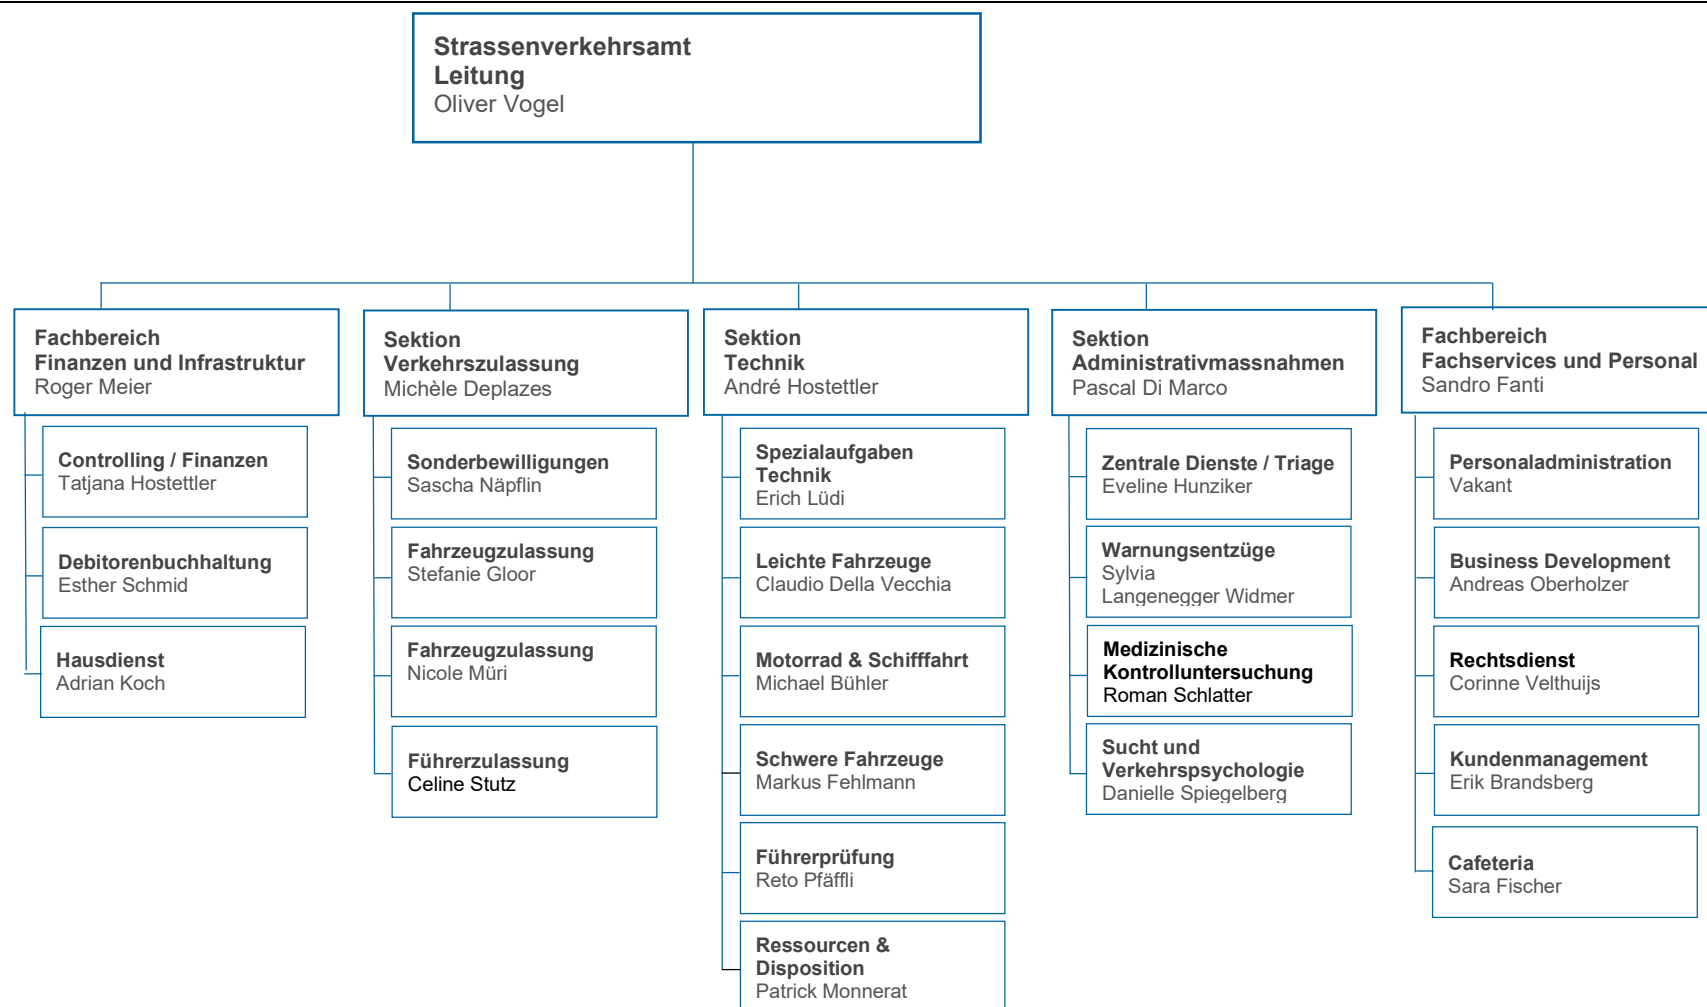 Strassenverkehrsamt
Leitung
Oliver Vogel
Fachbereich
Finanzen und Infrastruktur
Roger Meier
Controlling / Finanzen
Tatjana Hostettler
Debitorenbuchhaltung
Esther Schmid
Hausdienst
Adrian Koch
Sektion
Verkehrszulassung
Michèle Deplazes
Sonderbewilligungen
Sascha Näpflin
Fahrzeugzulassung
Stefanie Gloor
Fahrzeugzulassung
Nicole Müri
Führerzulassung
Celine Stutz
Sektion
Technik
André Hostettler
Spezialaufgaben
Technik
Erich Lüdi
Leichte Fahrzeuge
Claudio Della Vecchia
Motorrad & Schifffahrt
Michael Bühler
Schwere Fahrzeuge
Markus Fehlmann
Führerprüfung
Reto Pfäffli
Ressourcen &
Disposition
Patrick Monnerat
Sektion
Administrativmassnahmen
Pascal Di Marco
Zentrale Dienste / Triage
Eveline Hunziker
Warnungsentzüge
Sylvia
Langenegger Widmer
Medizinische
Kontrolluntersuchung
Roman Schlatter
Sucht und
Verkehrspsychologie
Danielle Spiegelberg
Fachbereich
Fachservices und Personal
Sandro Fanti
Personaladministration
Vakant
Business Development
Andreas Oberholzer
Rechtsdienst
Corinne Velthuijs
Kundenmanagement
Erik Brandsberg
Cafeteria
Sara Fischer